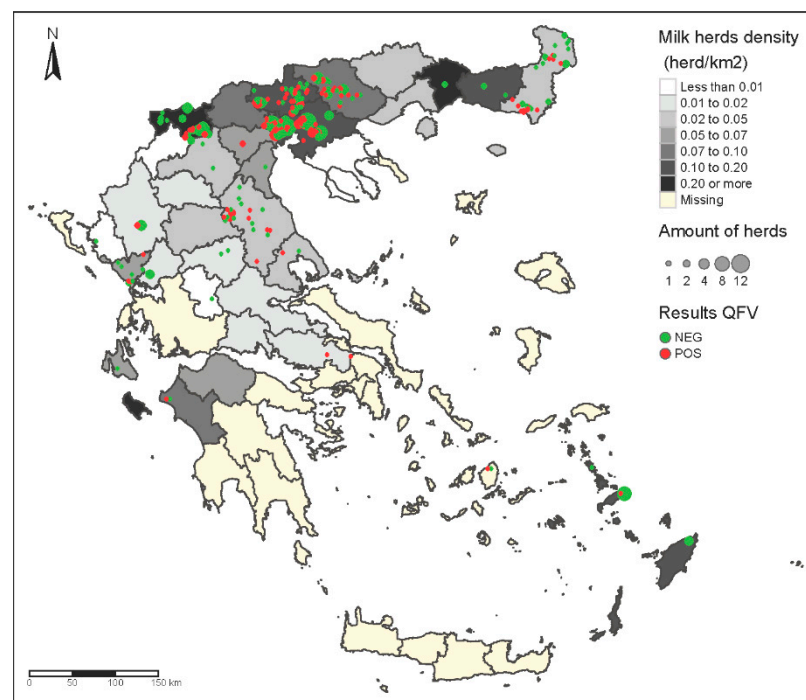 N
Milk herds density
(herd/km2)
Less than 0.01
0.01 to 0.02
0.02 to 0.05
0.05 to 0.07
0.07 to 0.10
0.10 to 0.20
0.20 or more
Missing
Amount of herds
1 2 4 8 12
Results QFV
NEG
POS
0 50 100 150 km